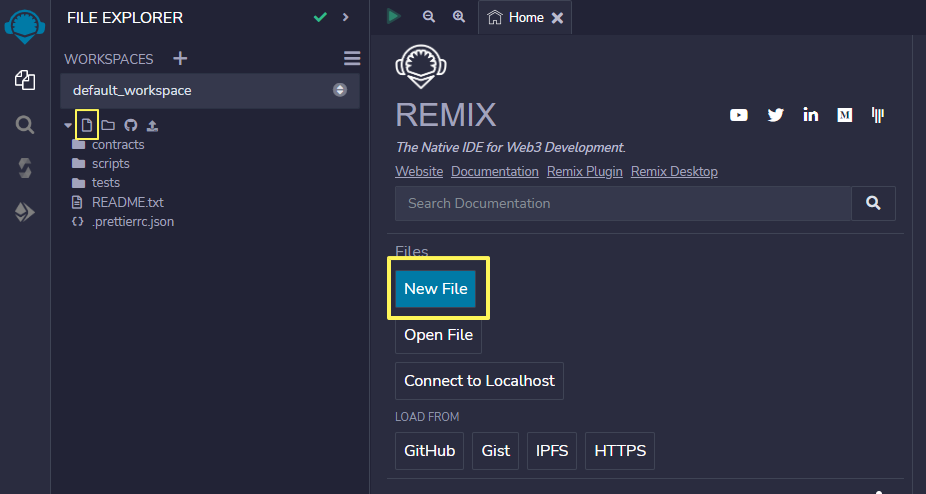 FILE EXPLORER
WORKSPACES
default_workspace
contracts
scripts
tests
README.txt
.prettierrc.json
Home
REMIX
The Native IDE for Web3 Development.
Website Documentation Remix Plugin Remix Desktop
Search Documentation
Files
New File
Open File
Connect to Localhost
LOAD FROM
GitHub Gist IPFS HTTPS